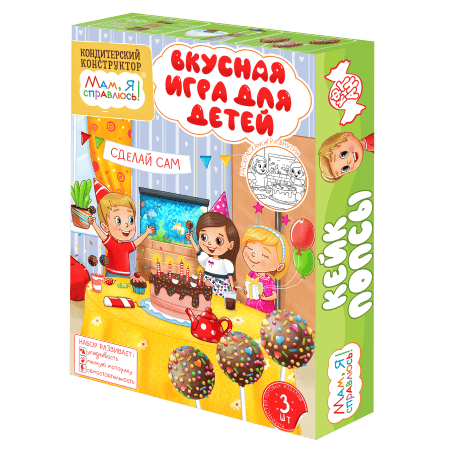 КОНДИТЕРСКИЙ
КОНСТРУКТОР
Мам, Я
справлюсь!
ВКУСНАЯ
ИГРА ДЛЯ
ДЕТЕЙ
СДЕЛАЙ САМ
НАБОР РАЗВИВАЕТ:
усидчивость
мелкую моторику
самостоятельность
3
ШТ
КЕЙК
ПОПСЫ
Мам, Я
справлюсь!